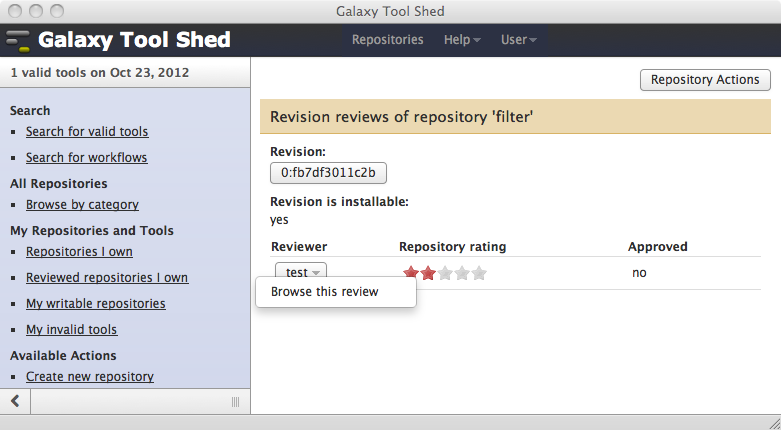 Galaxy Tool Shed
Galaxy Tool Shed
Repositories Help User
1 valid tools on Oct 23, 2012
Repository Actions
Search
Search for valid tools
Search for workflows
All Repositories
Browse by category
My Repositories and Tools
Repositories I own
Reviewed repositories I own
My writable repositories
My invalid tools
Available Actions
Create new repository
Revision reviews of repository 'filter'
Revision:
0:fb7df3011c2b
Revision is installable:
yes
Reviewer Repository rating Approved
test no
Browse this review